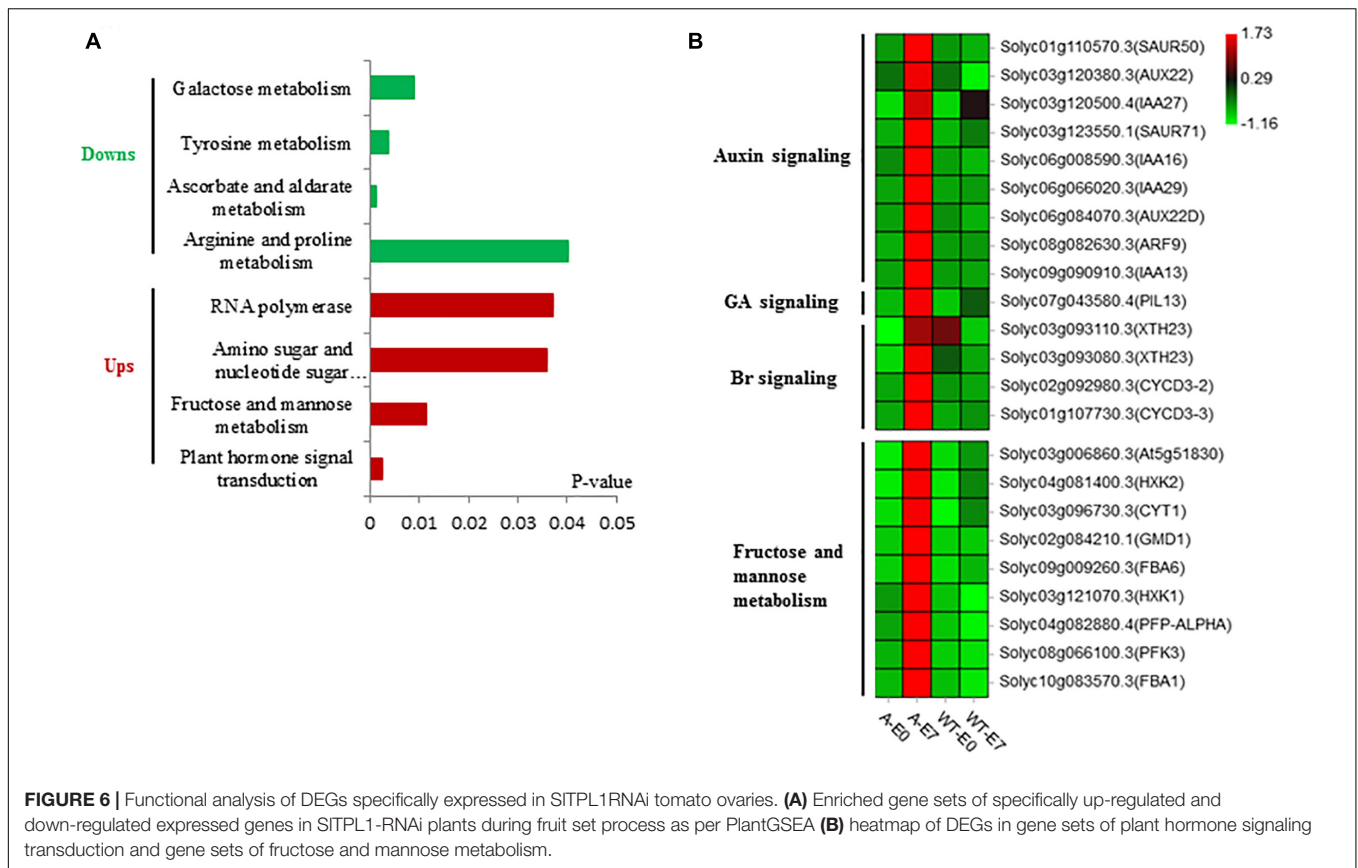 A
Downs
Galactose metabolism
Tyrosine metabolism
Ascorbate and aldarate
metabolism
Arginine and proline
metabolism
Ups
RNA polymerase
Amino sugar and
nucleotide sugar…
Fructose and mannose
metabolism
Plant hormone signal
transduction
P-value
0 0.01 0.02 0.03 0.04 0.05
B
1.73
0.29
-1.16
Auxin signaling
Solyc01g110570.3(SAUR50)
Solyc03g120380.3(AUX22)
Solyc03g120500.4(IAA27)
Solyc03g123550.1(SAUR71)
Solyc06g008590.3(IAA16)
Solyc06g066020.3(IAA29)
Solyc06g084070.3(AUX22D)
Solyc08g082630.3(ARF9)
Solyc09g090910.3(IAA13)
GA signaling
Solyc07g043580.4(PIL13)
Br signaling
Solyc03g093110.3(XTH23)
Solyc03g093080.3(XTH23)
Solyc02g092980.3(CYCD3-2)
Solyc01g107730.3(CYCD3-3)
Fructose and
mannose
metabolism
Solyc03g006860.3(At5g51830)
Solyc04g081400.3(HXK2)
Solyc03g096730.3(CYT1)
Solyc02g084210.1(GMD1)
Solyc09g009260.3(FBA6)
Solyc03g121070.3(HXK1)
Solyc04g082880.4(PFP-ALPHA)
Solyc08g066100.3(PFK3)
Solyc10g083570.3(FBA1)
A-E0 A-E7 WT-E0 WT-E7
FIGURE 6 | Functional analysis of DEGs specifically expressed in SlTPL1RNAi tomato ovaries. (A) Enriched gene sets of specifically up-regulated and
down-regulated expressed genes in SlTPL1-RNAi plants during fruit set process as per PlantGSEA (B) heatmap of DEGs in gene sets of plant hormone signaling
transduction and gene sets of fructose and mannose metabolism.